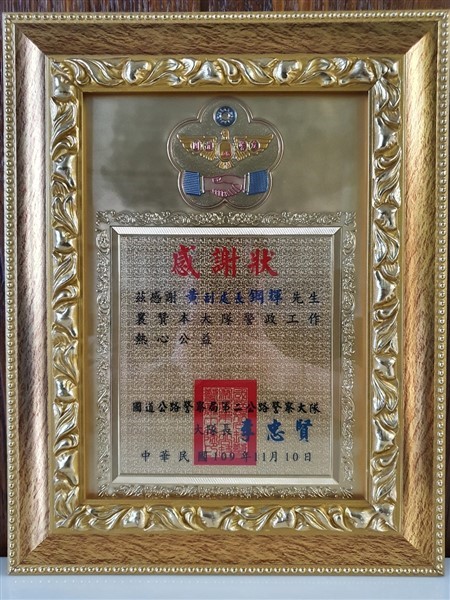 感謝狀
茲感謝 黃副處長鋼輝 先生
襄贊本大隊警政工作
熱心公益
國道公路警察局第二公路警察大隊
大隊長 李忠賢
中華民國109年11月10日